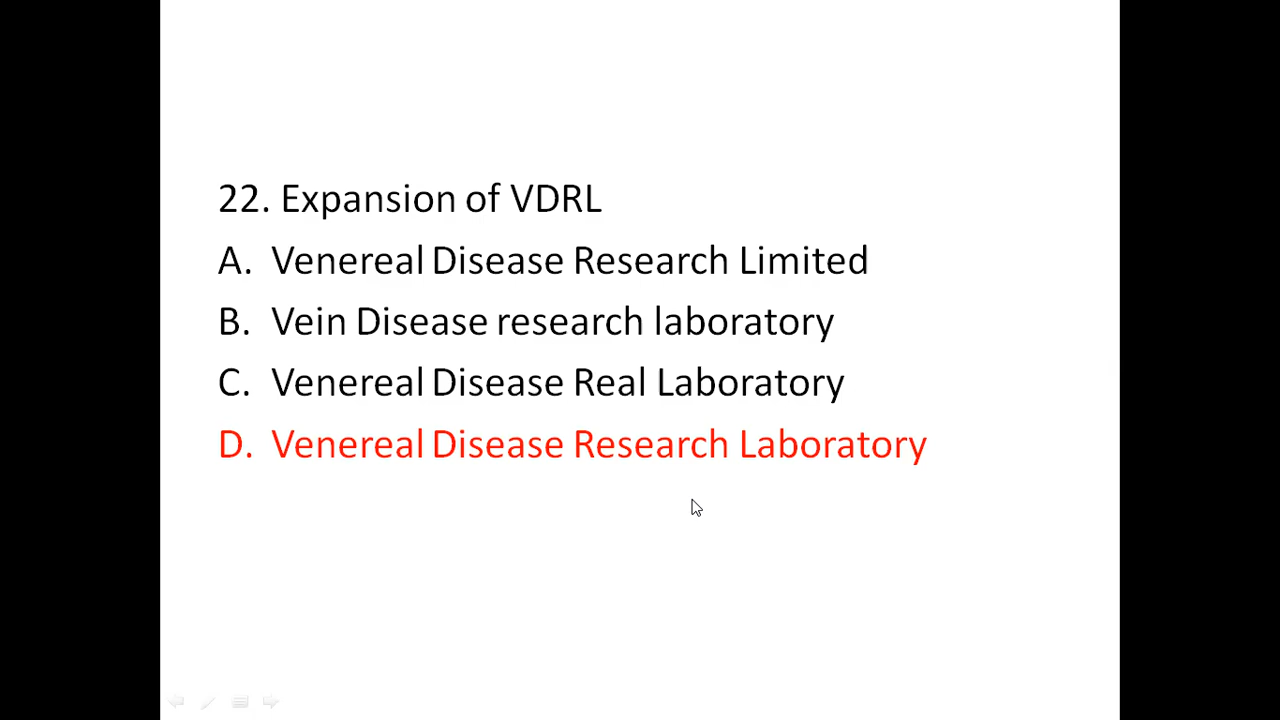 22. Expansion of VDRL
A. Venereal Disease Research Limited
B. Vein Disease research laboratory
C. Venereal Disease Real Laboratory
D. Venereal Disease Research Laboratory